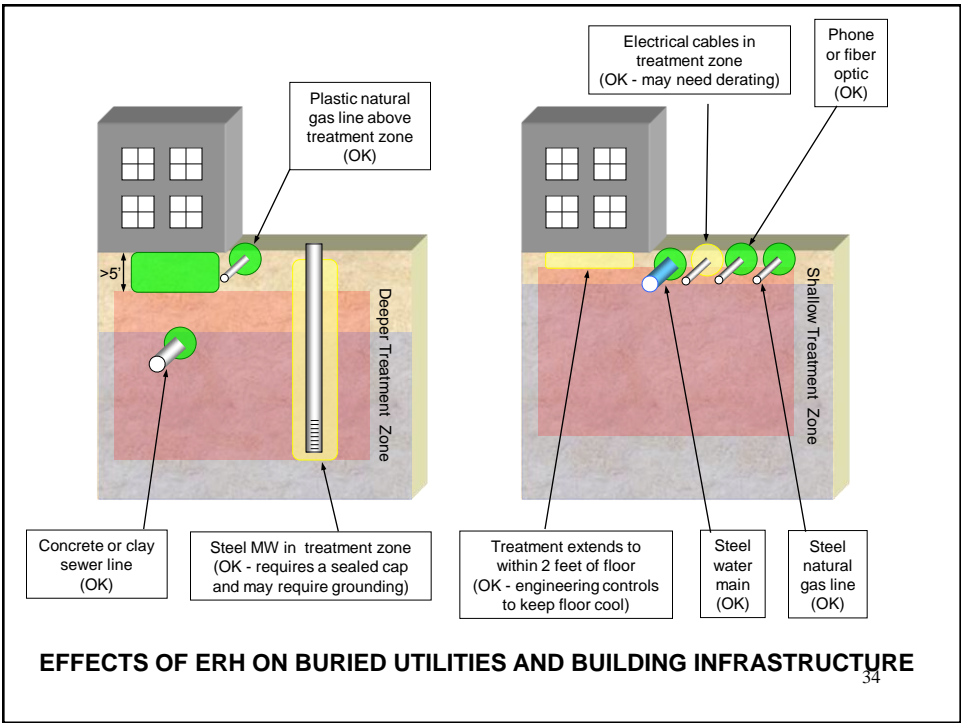 Plastic natural
gas line above
treatment zone
(OK)
Electrical cables in
treatment zone
(OK - may need derating)
Phone
or fiber
optic
(OK)
>5'
Deeper Treatment Zone
Shallow Treatment Zone
Concrete or clay
sewer line
(OK)
Steel MW in treatment zone
(OK - requires a sealed cap
and may require grounding)
Treatment extends to
within 2 feet of floor
(OK - engineering controls
to keep floor cool)
Steel
water
main
(OK)
Steel
natural
gas line
(OK)
EFFECTS OF ERH ON BURIED UTILITIES AND BUILDING INFRASTRUCTURE
34